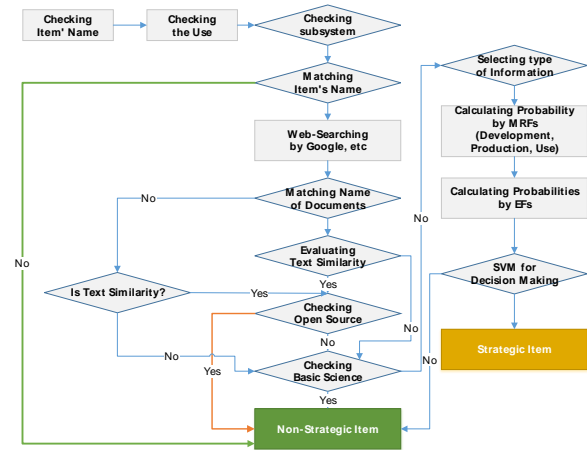 Checking
Item' Name
Checking
the Use
Checking
subsystem
Matching
Item's Name
Web-Searching
by Google, etc
Matching Name
of Documents
No
Evaluating
Text Similarity
No
Is Text Similarity?
Yes
Yes
Checking
Open Source
No
No
No
Yes
Checking
Basic Science
Yes
Non-Strategic Item
Selecting type
of Information
Calculating Probability
by MRFs
(Development,
Production, Use)
No
Calculating Probabilities
by EFs
SVM for
Decision Making
No
Strategic Item